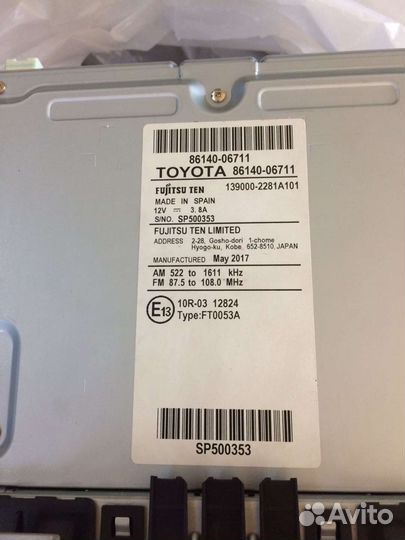 86140-06711
TOYOTA 86140-06711
FUJITSU TEN 139000-2281A101
MADE IN SPAIN
12V ⎓ 3.8A
S/NO. SP500353
FUJITSU TEN LIMITED
ADDRESS 2-28, Gosho-dori 1-chome
Hyogo-ku, Kobe, 652-8510, JAPAN
MANUFACTURED May 2017
AM 522 to 1611 kHz
FM 87.5 to 108.0 MHz
E13 10R-03 12824
Type:FT0053A
SP500353
Avito